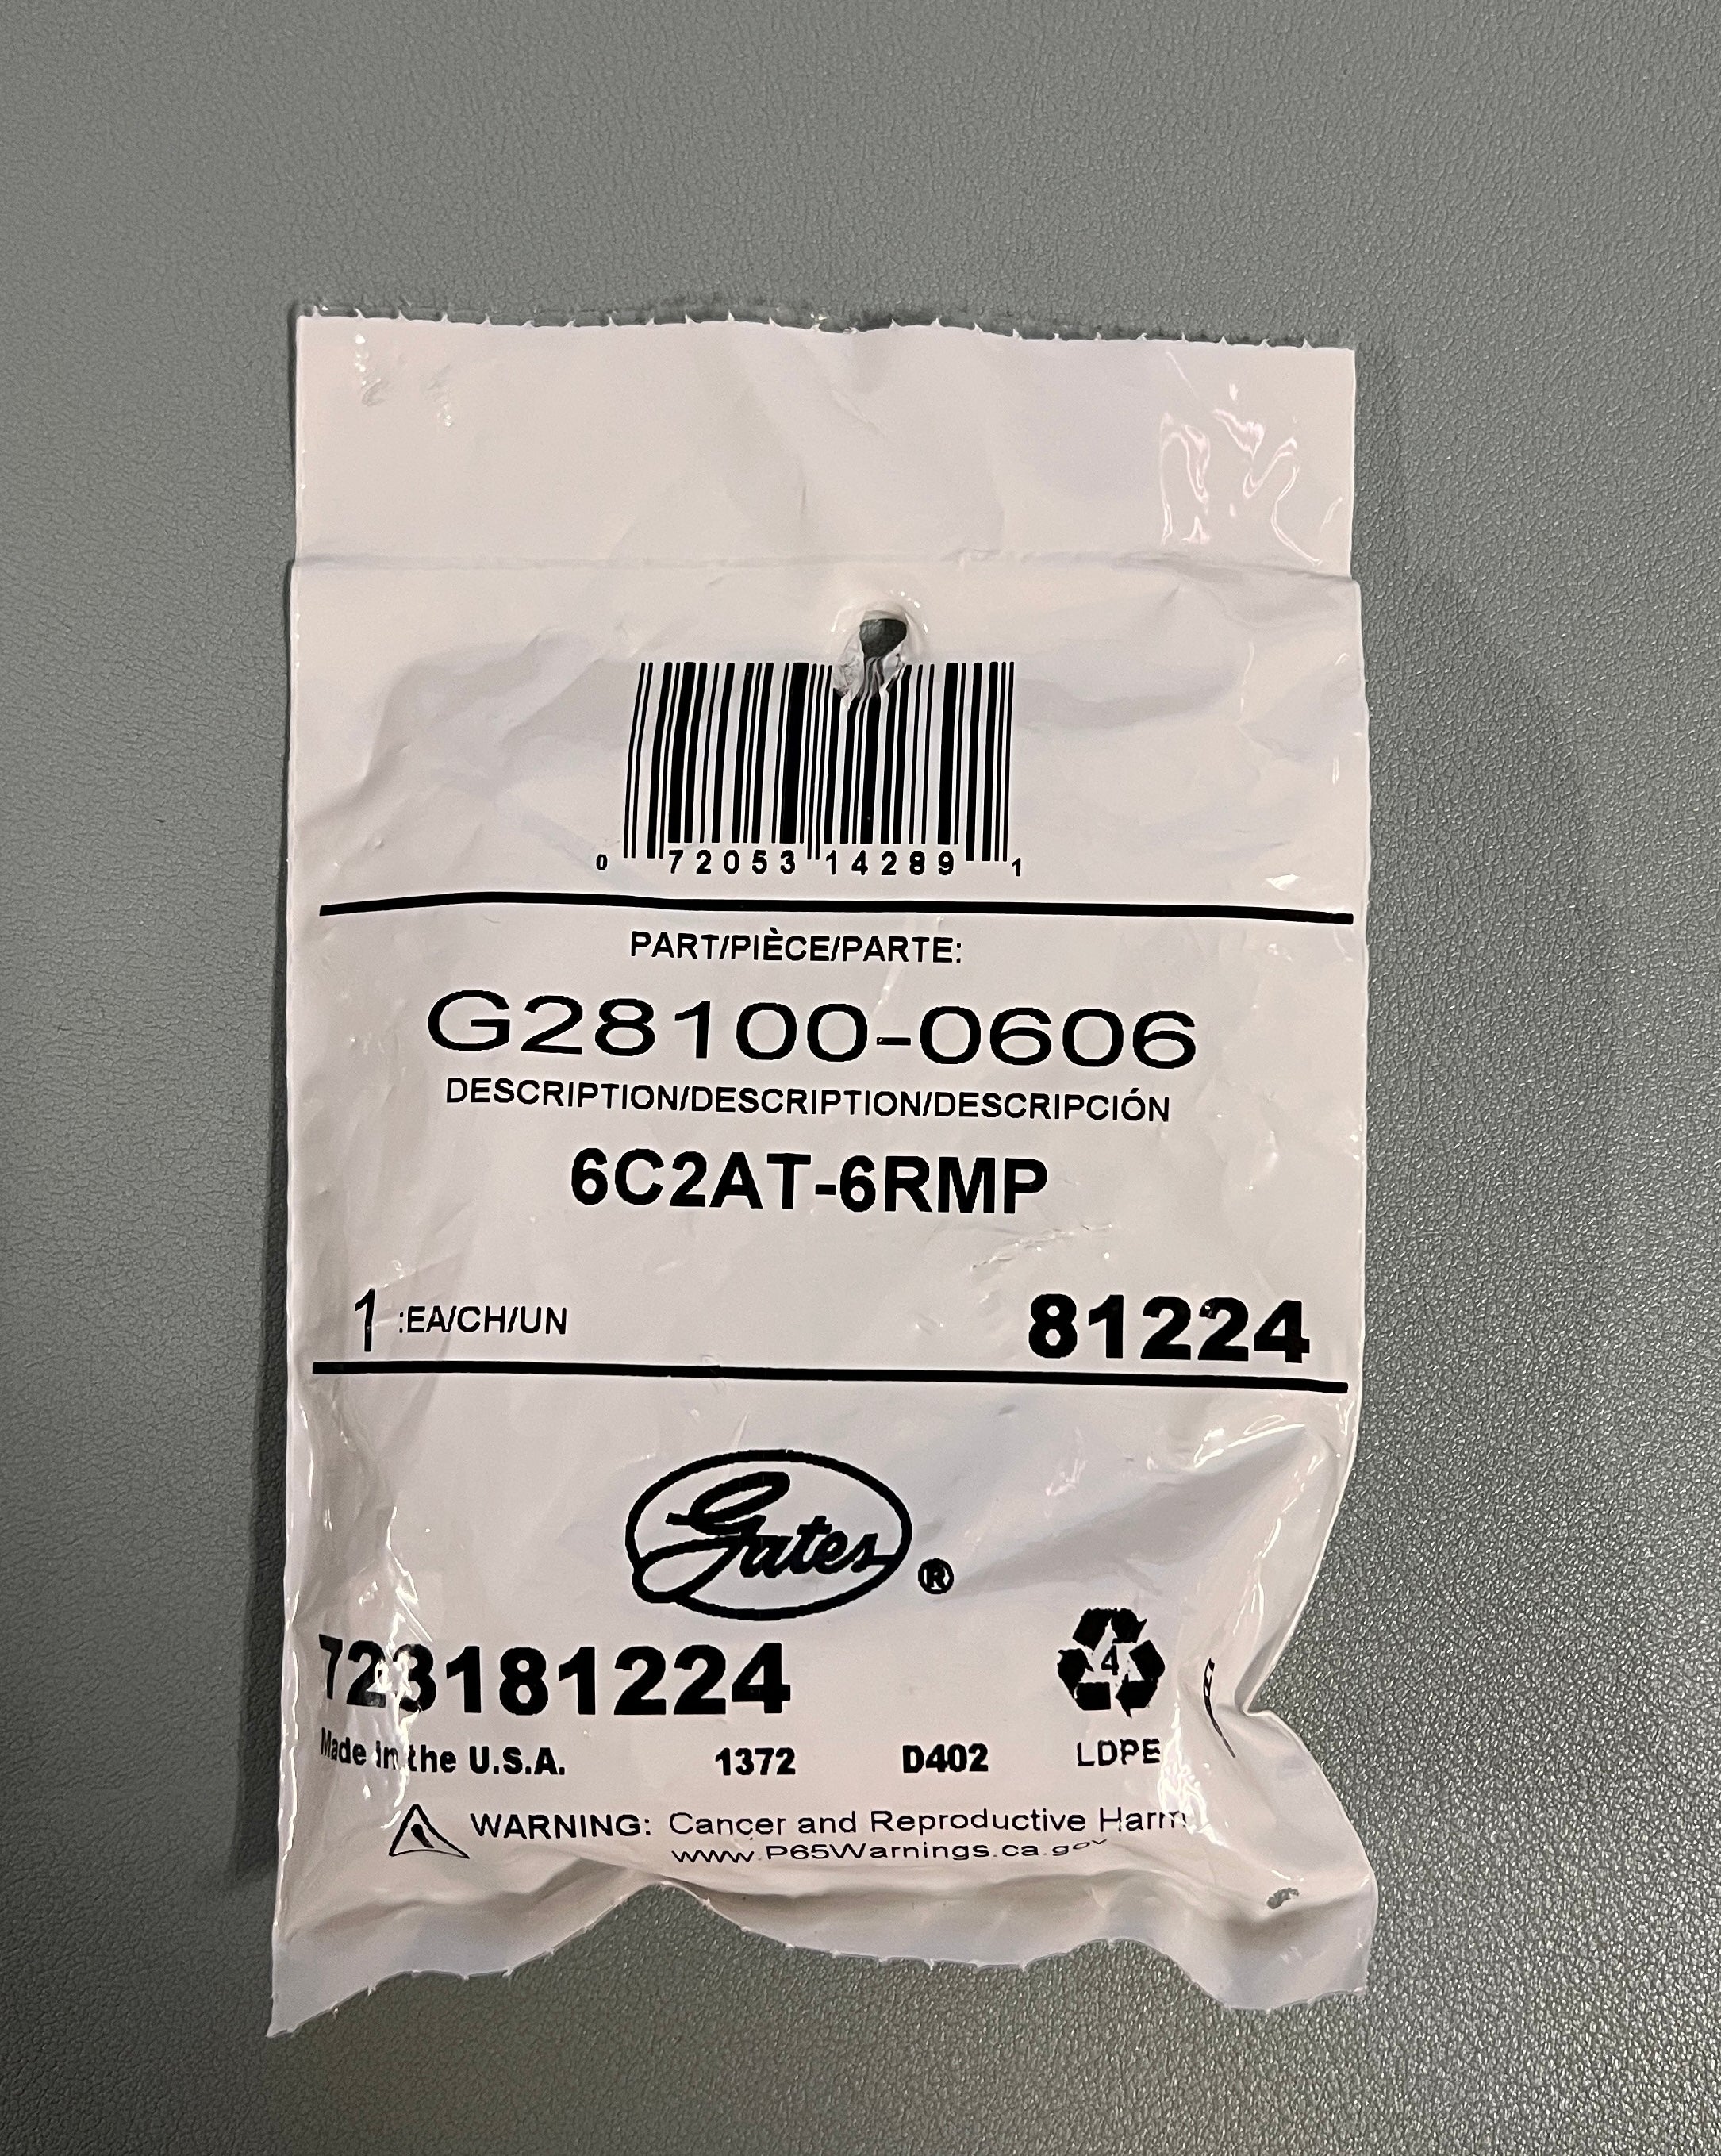 0 72053 14289 1
PART/PIÈCE/PARTE:
G28100-0606
DESCRIPTION/DESCRIPTION/DESCRIPCIÓN
6C2AT-6RMP
1 :EA/CH/UN 81224
Gates ®
723181224
4
Made in the U.S.A. 1372 D402 LDPE
WARNING: Cancer and Reproductive Harm
www.P65Warnings.ca.gov